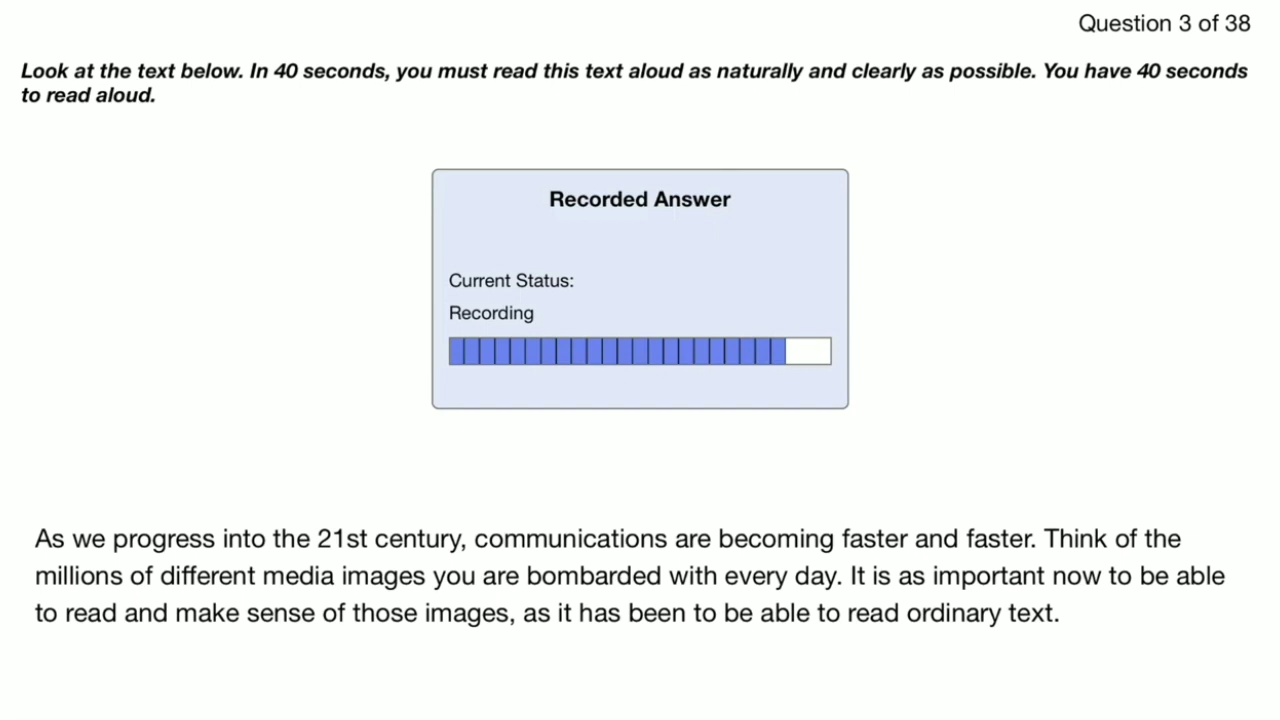 Question 3 of 38
Look at the text below. In 40 seconds, you must read this text aloud as naturally and clearly as possible. You have 40 seconds
to read aloud.
Recorded Answer
Current Status:
Recording
As we progress into the 21st century, communications are becoming faster and faster. Think of the
millions of different media images you are bombarded with every day. It is as important now to be able
to read and make sense of those images, as it has been to be able to read ordinary text.